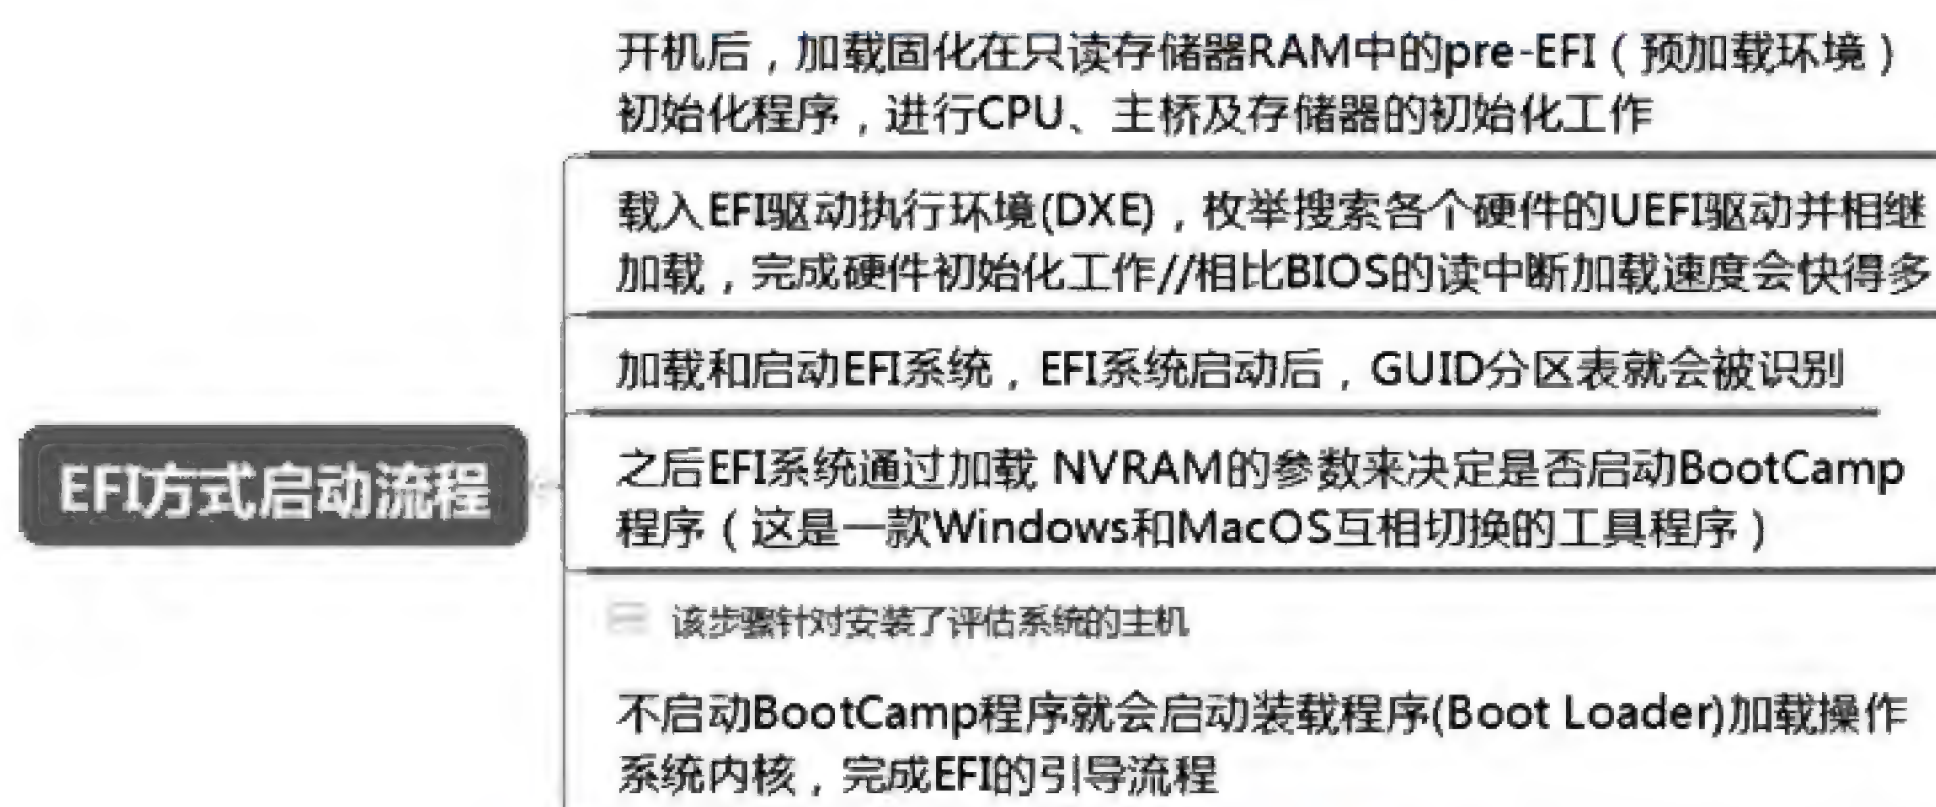 开机后，加载固化在只读存储器RAM中的pre-EFI（预加载环境）
初始化程序，进行CPU、主桥及存储器的初始化工作
载入EFI驱动执行环境(DXE)，枚举搜索各个硬件的UEFI驱动并相继
加载，完成硬件初始化工作//相比BIOS的读中断加载速度会快得多
加载和启动EFI系统，EFI系统启动后，GUID分区表就会被识别
EFI方式启动流程
之后EFI系统通过加载 NVRAM的参数来决定是否启动BootCamp
程序（这是一款Windows和MacOS互相切换的工具程序）
该步骤针对安装了评估系统的主机
不启动BootCamp程序就会启动装载程序(Boot Loader)加载操作
系统内核，完成EFI的引导流程